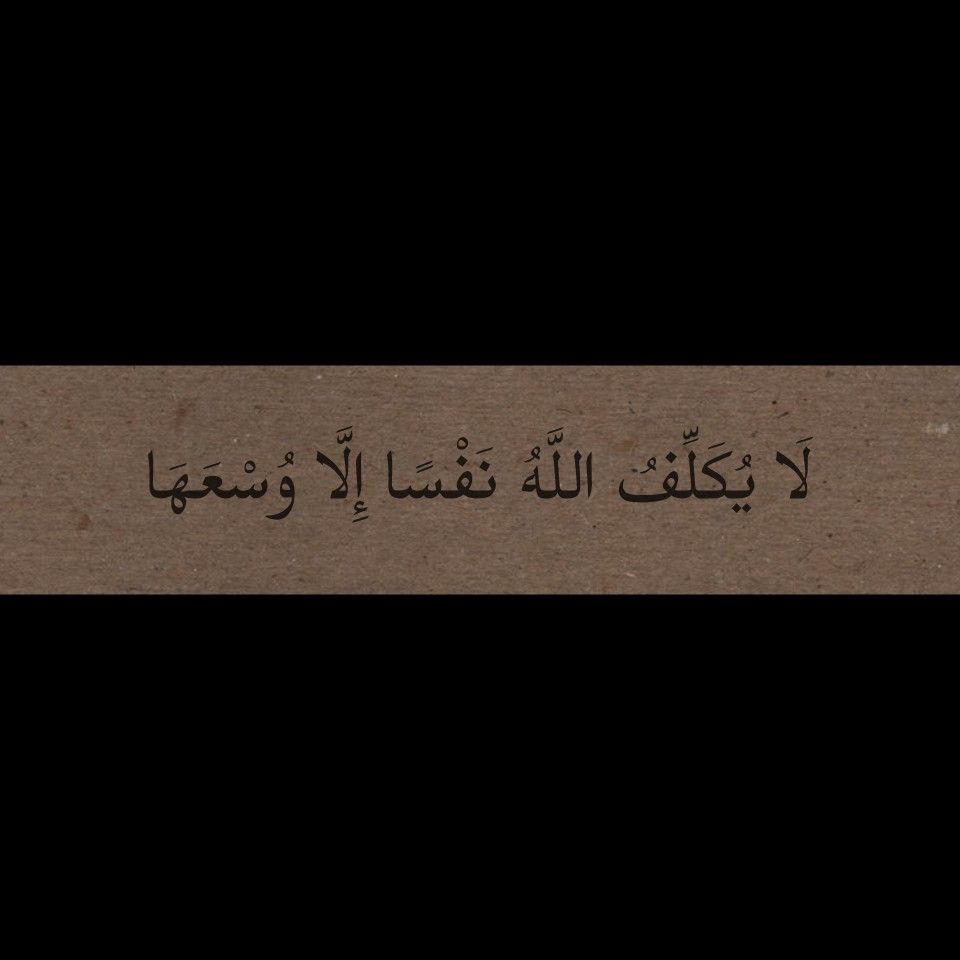 لَا يُكَلِّفُ اللَّهُ نَفْسًا إِلَّا وُسْعَهَا